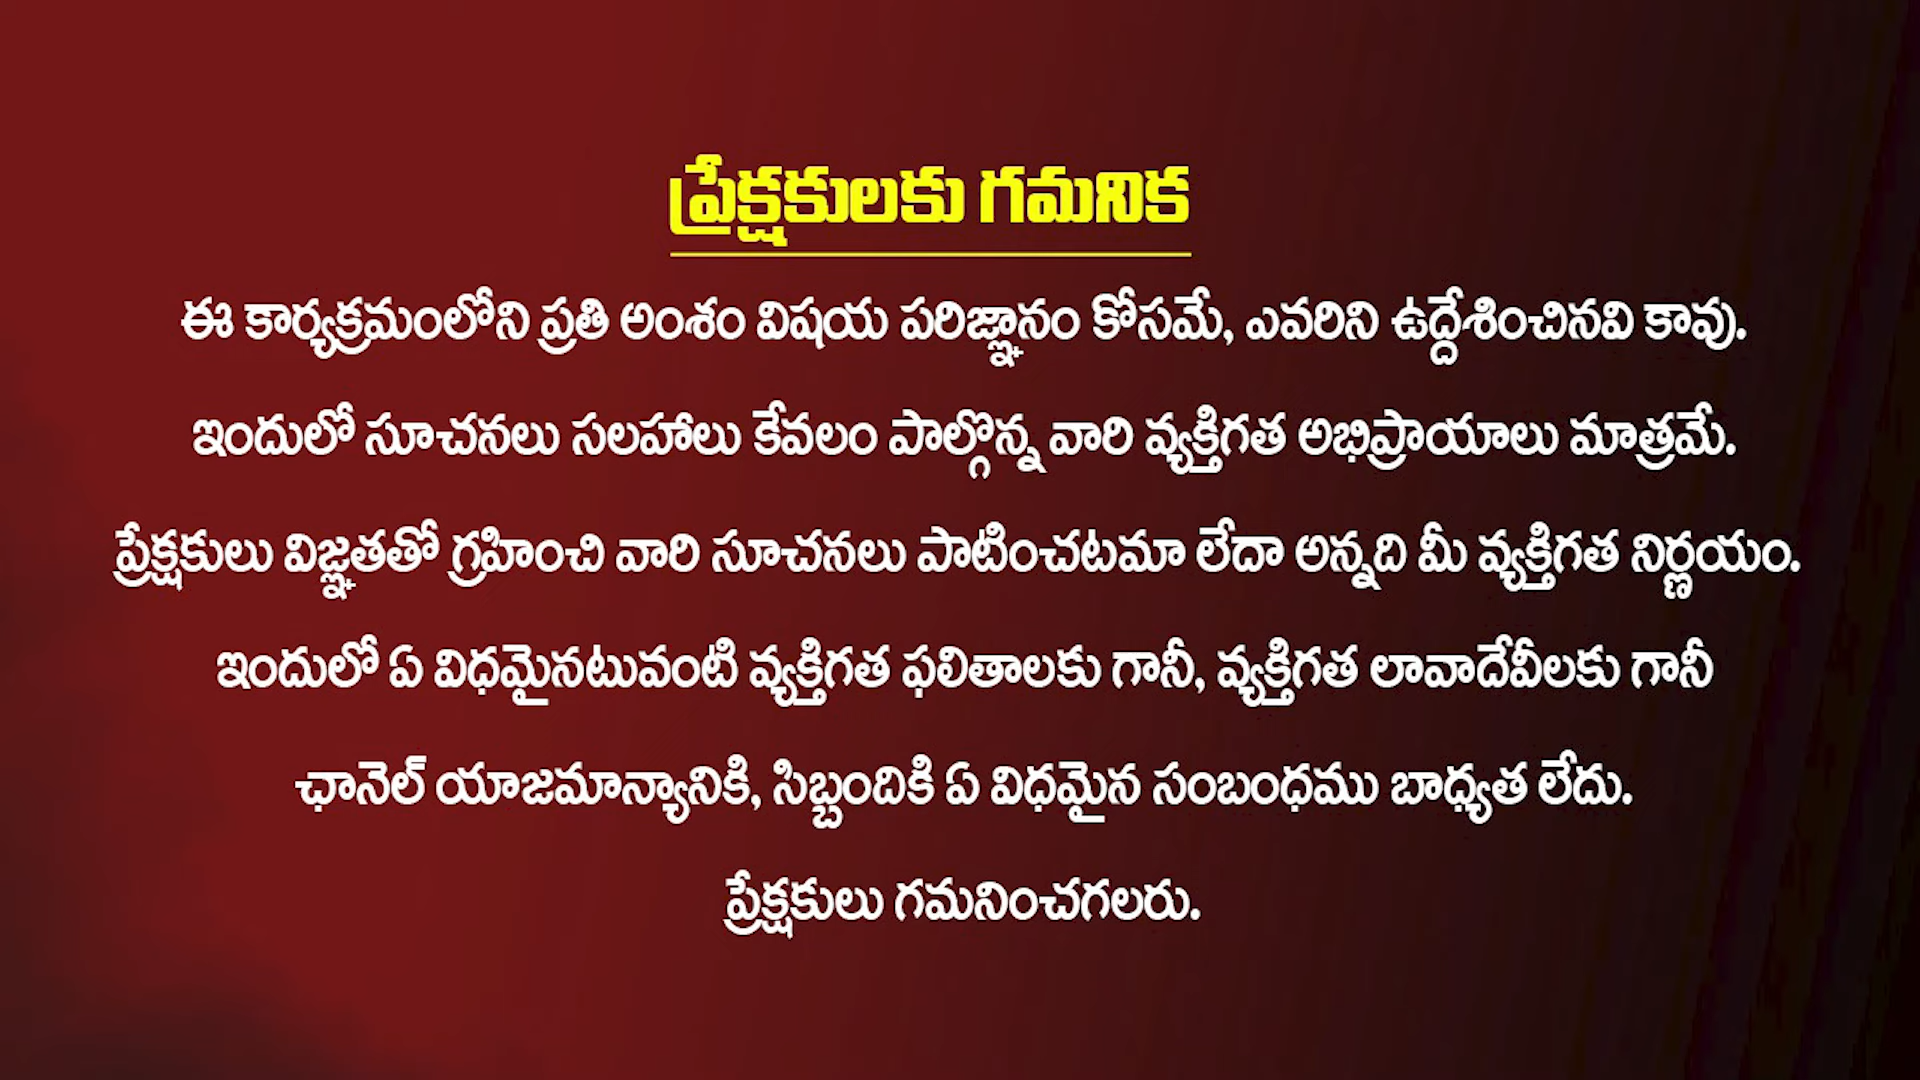 ప్రేక్షకులకు గమనిక
ఈ కార్యక్రమంలోని ప్రతి అంశం విషయ పరిజ్ఞానం కోసమే, ఎవరిని ఉద్దేశించినవి కావు.
ఇందులో సూచనలు సలహాలు కేవలం పాల్గొన్న వారి వ్యక్తిగత అభిప్రాయాలు మాత్రమే.
ప్రేక్షకులు విజ్ఞతతో గ్రహించి వారి సూచనలు పాటించటమా లేదా అన్నది మీ వ్యక్తిగత నిర్ణయం.
ఇందులో ఏ విధమైనటువంటి వ్యక్తిగత ఫలితాలకు గానీ, వ్యక్తిగత లావాదేవీలకు గానీ
ఛానెల్ యాజమాన్యానికి, సిబ్బందికి ఏ విధమైన సంబంధము బాధ్యత లేదు.
ప్రేక్షకులు గమనించగలరు.